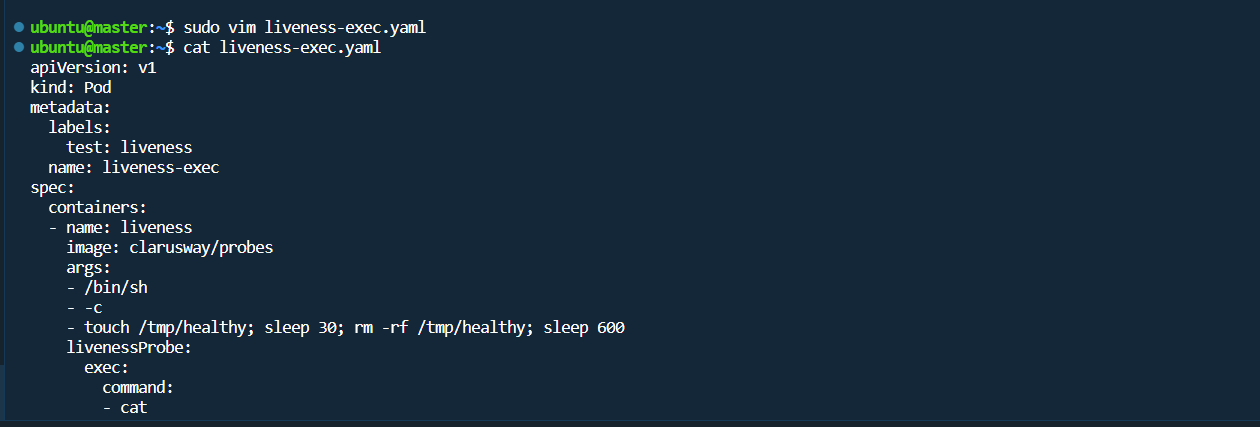 ubuntu@master:~$ sudo vim liveness-exec.yaml
ubuntu@master:~$ cat liveness-exec.yaml
apiVersion: v1
kind: Pod
metadata:
  labels:
    test: liveness
  name: liveness-exec
spec:
  containers:
  - name: liveness
    image: clarusway/probes
    args:
    - /bin/sh
    - -c
    - touch /tmp/healthy; sleep 30; rm -rf /tmp/healthy; sleep 600
    livenessProbe:
      exec:
        command:
        - cat